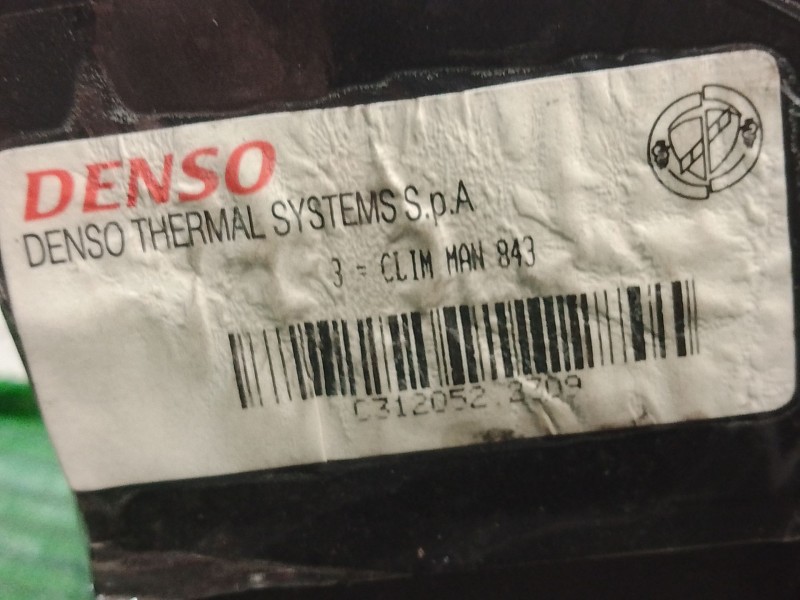 DENSO
DENSO THERMAL SYSTEMS S.p.A
3 = CLIM MAN 843
C312052 3709